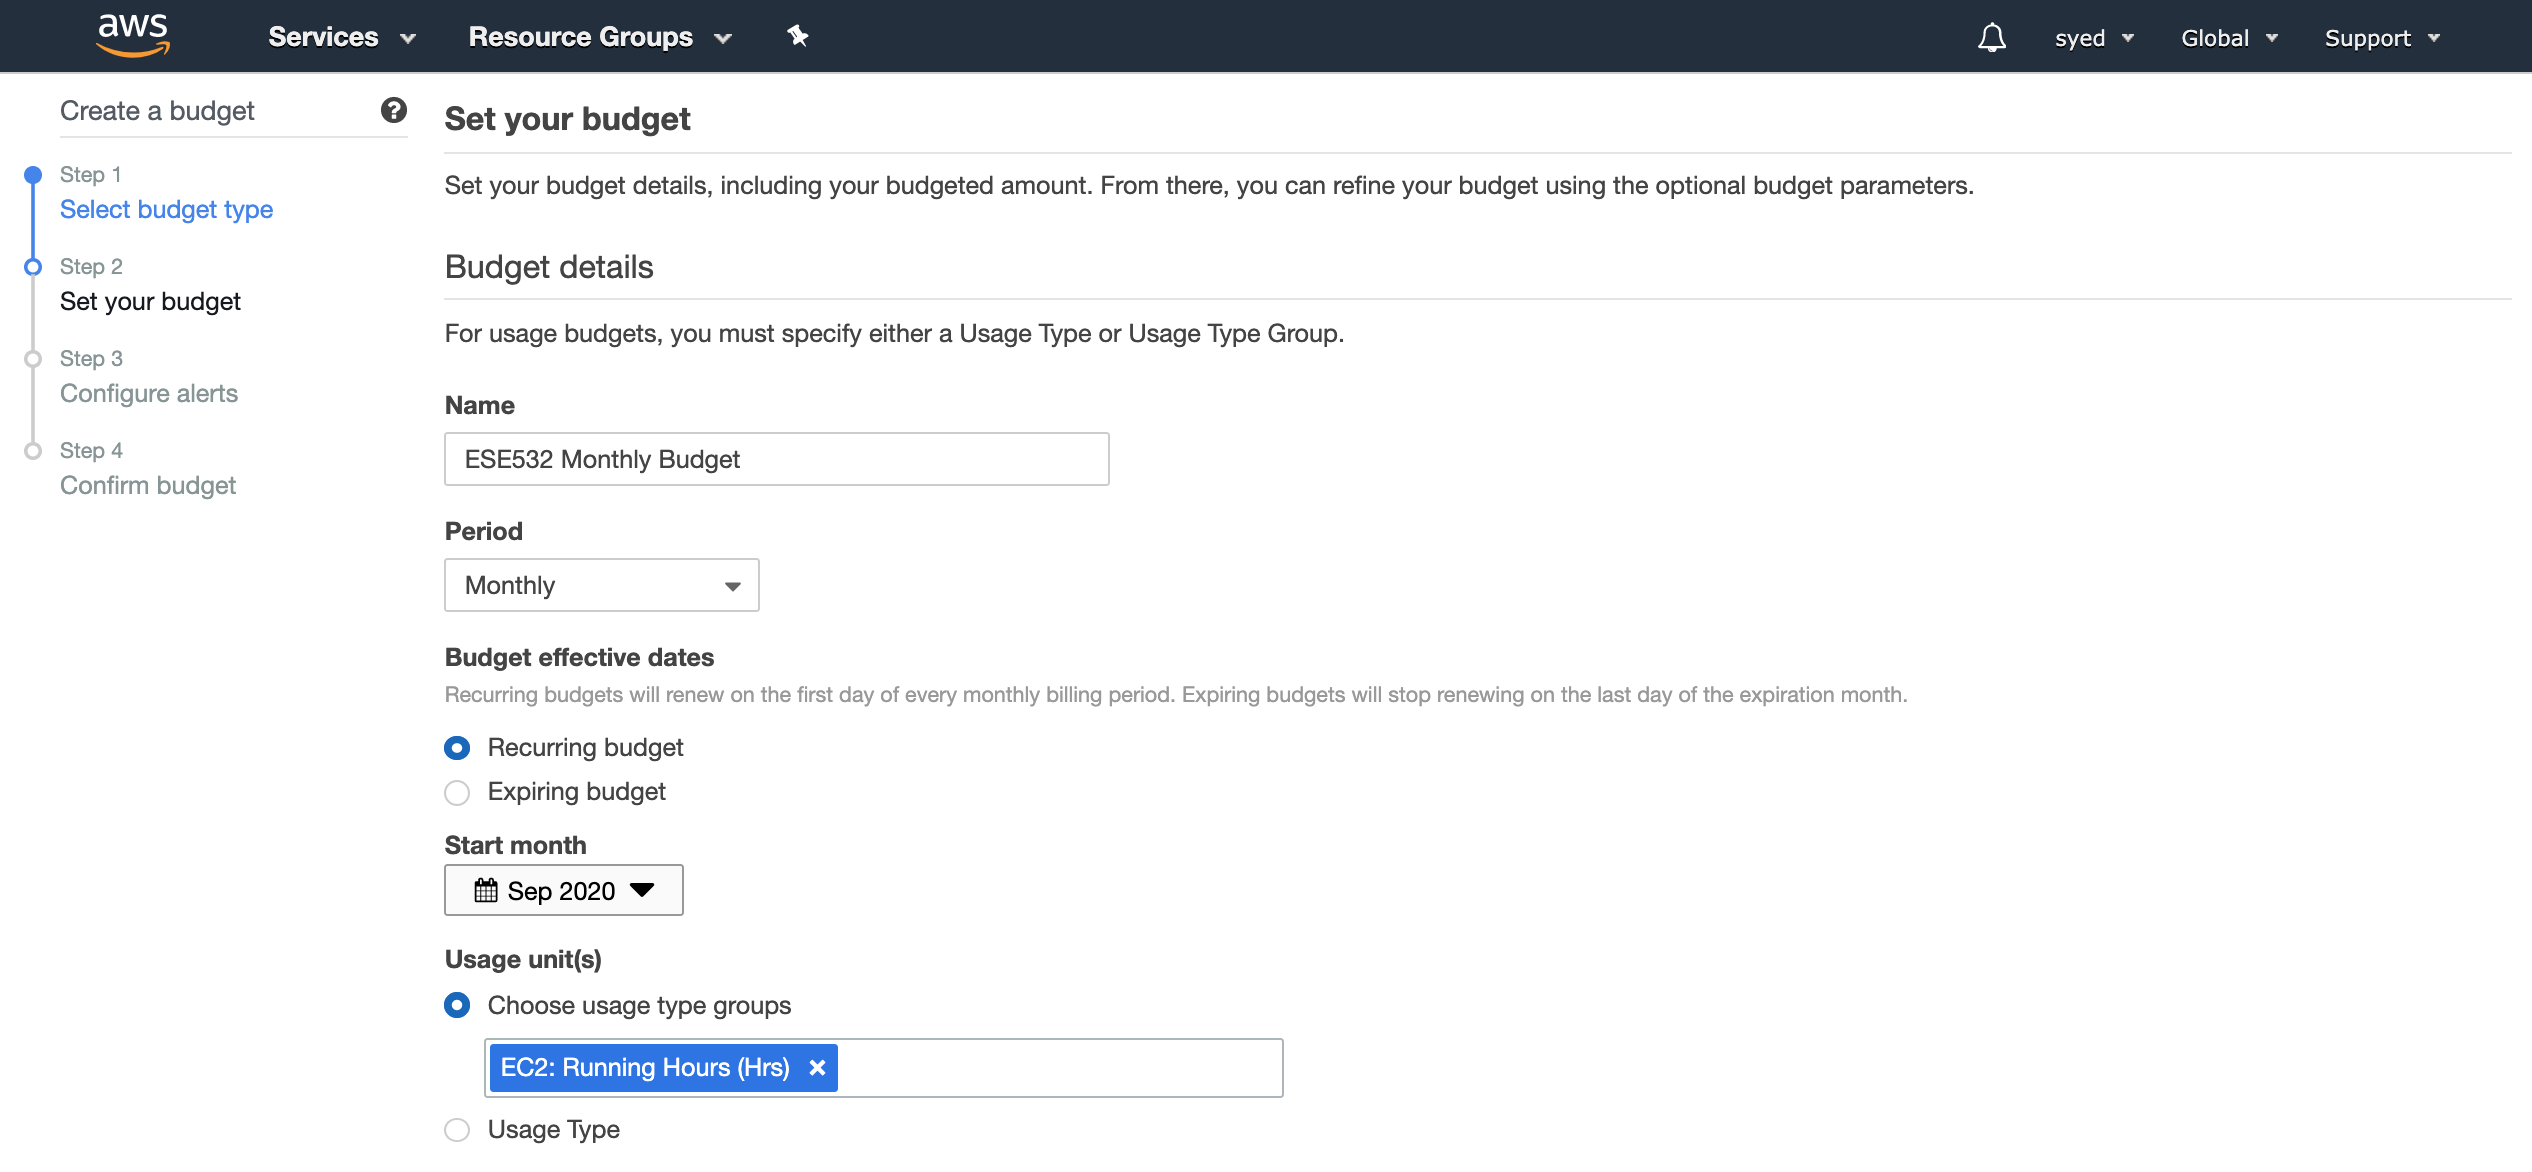 aws Services Resource Groups syed Global Support
Create a budget
Step 1
Select budget type
Step 2
Set your budget
Step 3
Configure alerts
Step 4
Confirm budget
Set your budget
Set your budget details, including your budgeted amount. From there, you can refine your budget using the optional budget parameters.
Budget details
For usage budgets, you must specify either a Usage Type or Usage Type Group.
Name
ESE532 Monthly Budget
Period
Monthly
Budget effective dates
Recurring budgets will renew on the first day of every monthly billing period. Expiring budgets will stop renewing on the last day of the expiration month.
Recurring budget
Expiring budget
Start month
Sep 2020
Usage unit(s)
Choose usage type groups
EC2: Running Hours (Hrs)
Usage Type